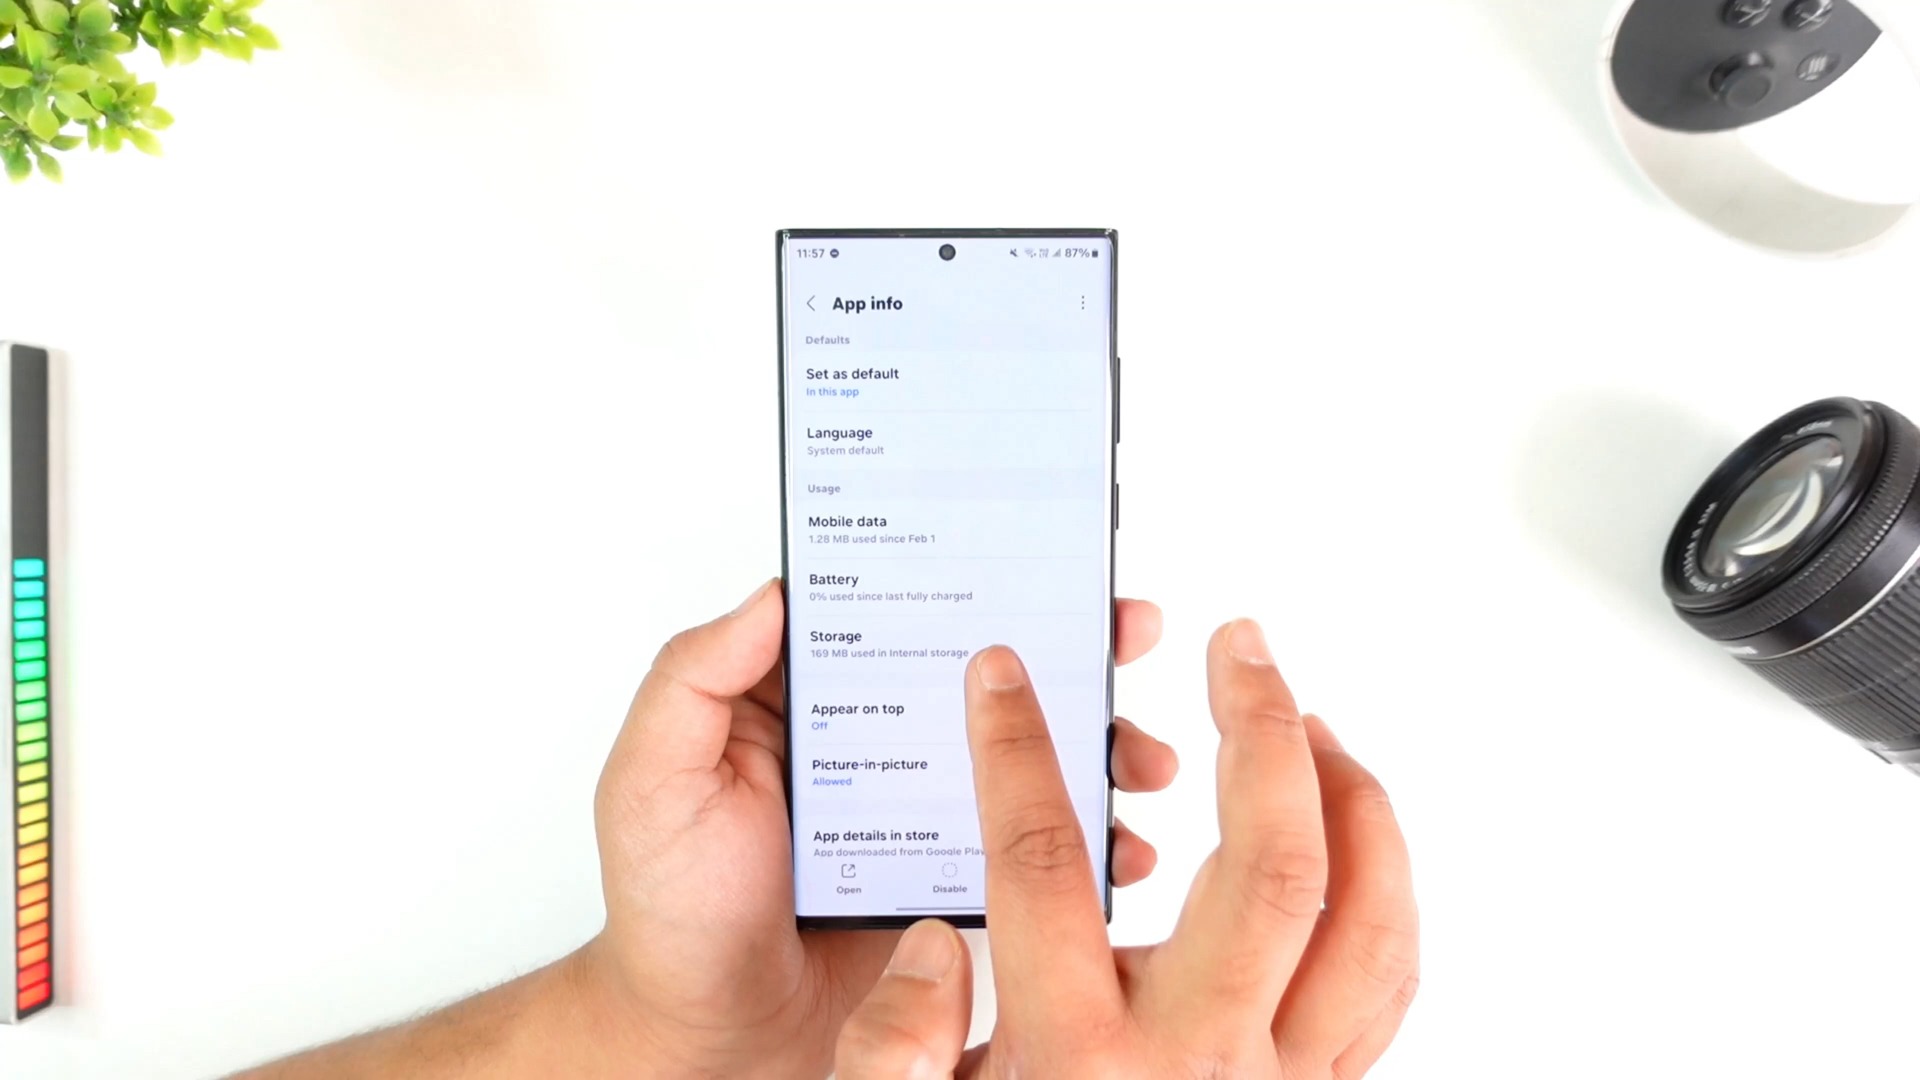 11:57
87%
App info
Defaults
Set as default
In this app
Language
System default
Usage
Mobile data
1.28 MB used since Feb 1
Battery
0% used since last fully charged
Storage
169 MB used in Internal storage
Appear on top
Off
Picture-in-picture
Allowed
App details in store
App downloaded from Google Play
Open
Disable